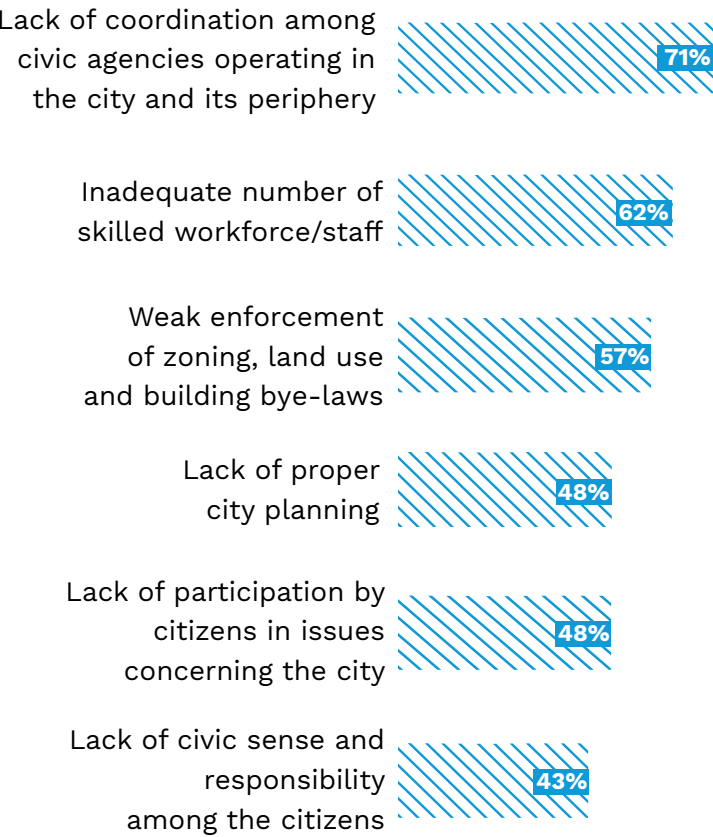 Lack of coordination among
civic agencies operating in
the city and its periphery
71%
Inadequate number of
skilled workforce/staff
62%
Weak enforcement
of zoning, land use
and building bye-laws
57%
Lack of proper
city planning
48%
Lack of participation by
citizens in issues
concerning the city
48%
Lack of civic sense and
responsibility
among the citizens
43%